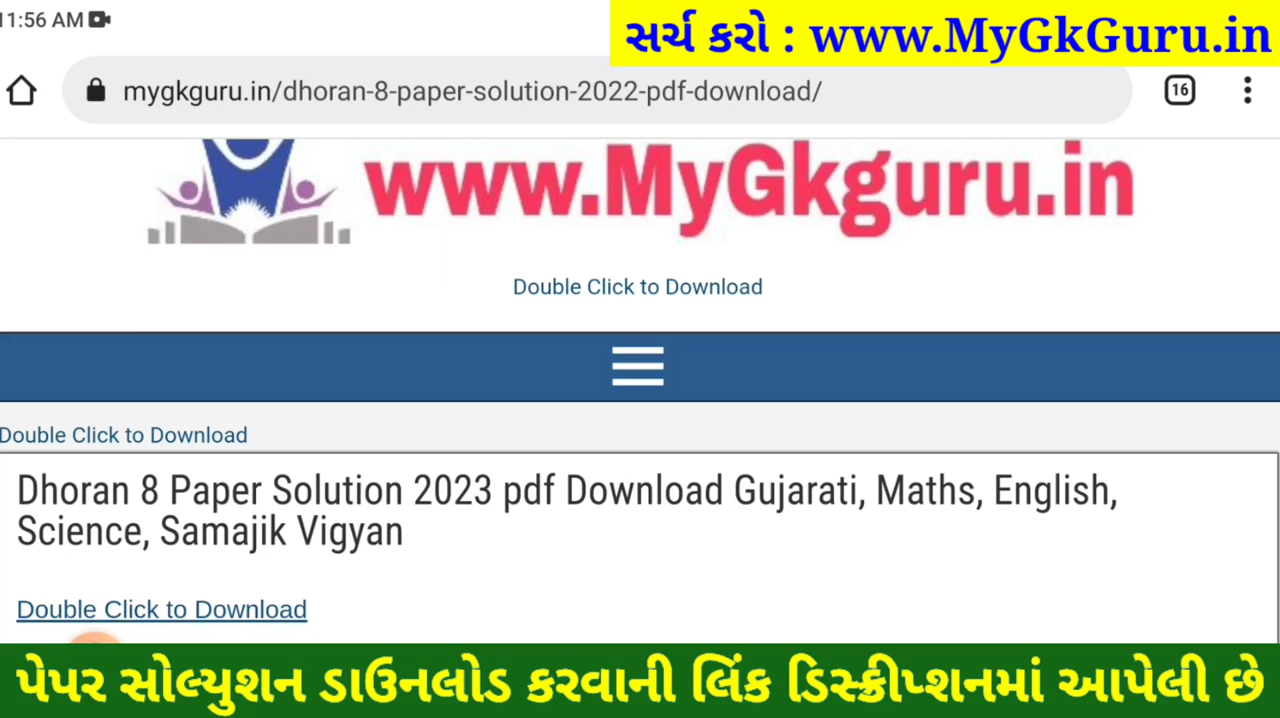 11:56 AM
સર્ચ કરો : www.MyGkGuru.in
mygkguru.in/dhoran-8-paper-solution-2022-pdf-download/
16
www.MyGkguru.in
Double Click to Download
Double Click to Download
Dhoran 8 Paper Solution 2023 pdf Download Gujarati, Maths, English,
Science, Samajik Vigyan
Double Click to Download
પેપર સોલ્યુશન ડાઉનલોડ કરવાની લિંક ડિસ્ક્રીપ્શનમાં આપેલી છે